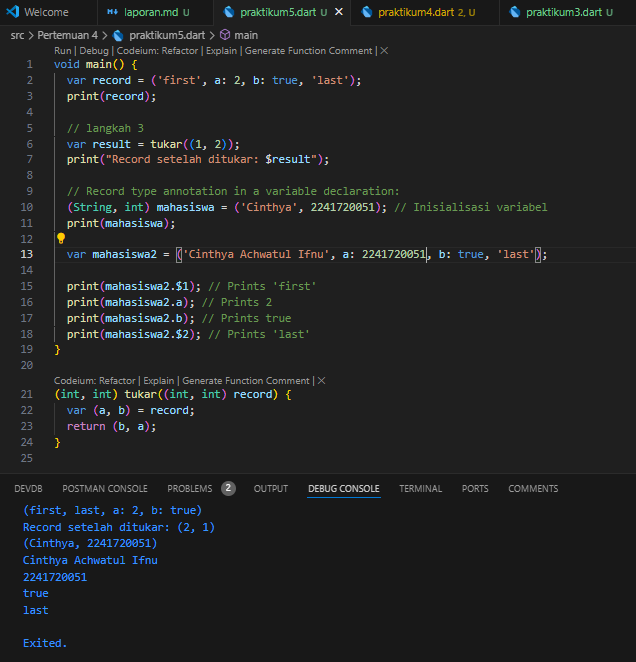 Welcome laporan.md U praktikum5.dart U praktikum4.dart 2, U praktikum3.dart U
src > Pertemuan 4 > praktikum5.dart > main
Run | Debug | Codeium: Refactor | Explain | Generate Function Comment | ×
1 void main() {
2 var record = ('first', a: 2, b: true, 'last');
3 print(record);
4
5 // langkah 3
6 var result = tukar((1, 2));
7 print("Record setelah ditukar: $result");
8
9 // Record type annotation in a variable declaration:
10 (String, int) mahasiswa = ('Cinthya', 2241720051); // Inisialisasi variabel
11 print(mahasiswa);
12
13 var mahasiswa2 = ('Cinthya Achwatul Ifnu', a: 2241720051, b: true, 'last');
14
15 print(mahasiswa2.$1); // Prints 'first'
16 print(mahasiswa2.a); // Prints 2
17 print(mahasiswa2.b); // Prints true
18 print(mahasiswa2.$2); // Prints 'last'
19 }
20
Codeium: Refactor | Explain | Generate Function Comment | ×
21 (int, int) tukar((int, int) record) {
22 var (a, b) = record;
23 return (b, a);
24 }
25
DEVDB POSTMAN CONSOLE PROBLEMS 2 OUTPUT DEBUG CONSOLE TERMINAL PORTS COMMENTS
(first, last, a: 2, b: true)
Record setelah ditukar: (2, 1)
(Cinthya, 2241720051)
Cinthya Achwatul Ifnu
2241720051
true
last
Exited.